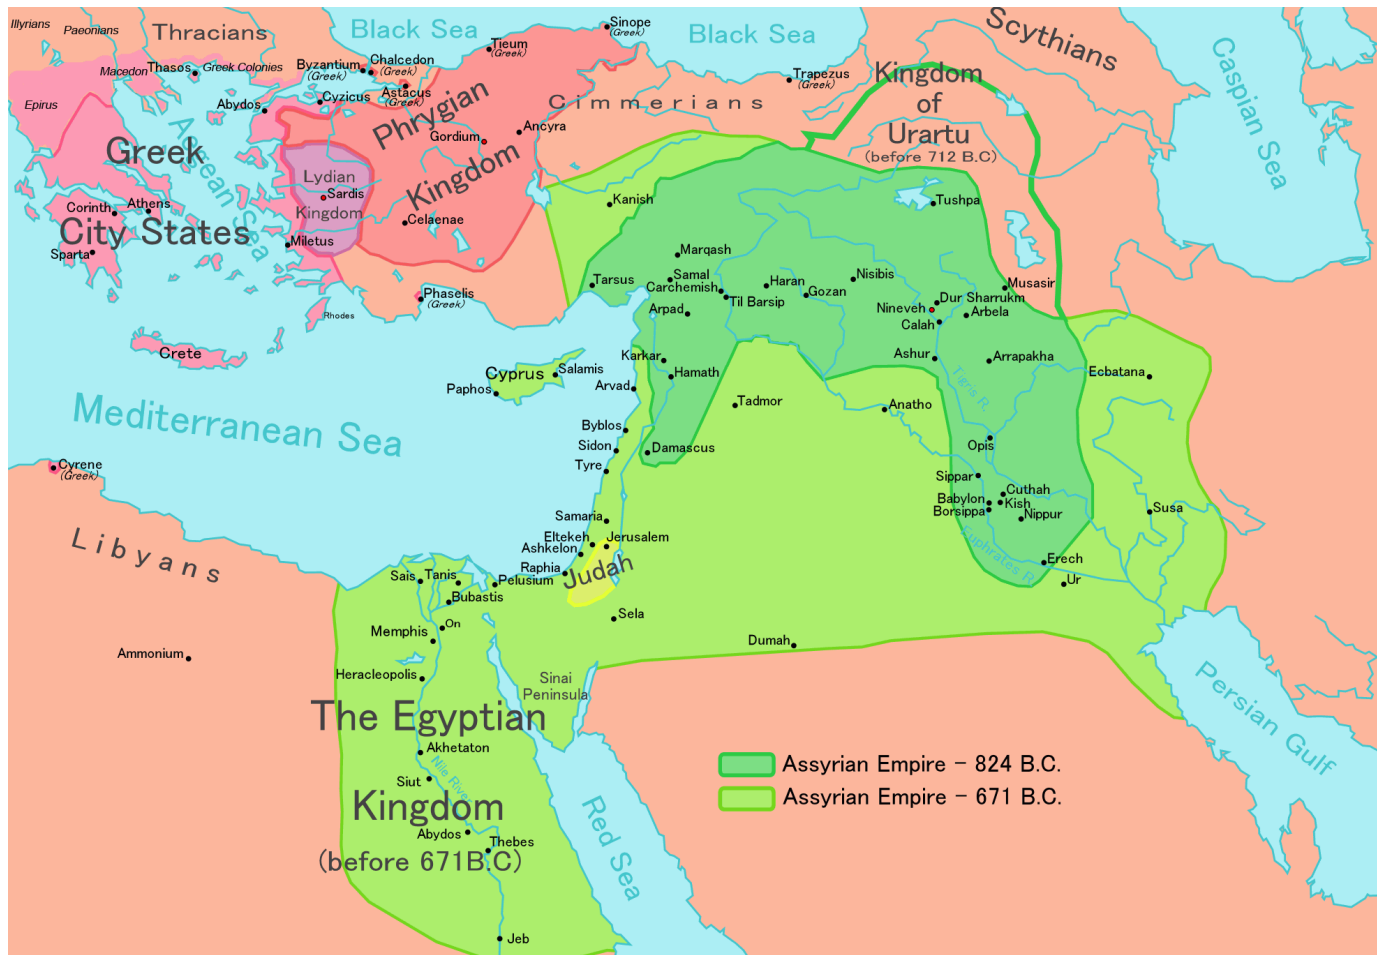 Illyrians
Paeonians
Thracians
Black Sea
Sinope
(Greek)
Black Sea
Scythians
Caspian Sea
Tieum
(Greek)
Macedon
Thasos
Greek Colonies
Byzantium
(Greek)
Chalcedon
(Greek)
Trapezus
(Greek)
Kingdom
of
Urartu
(before 712 B.C)
Epirus
Abydos
Cyzicus
Astacus
(Greek)
Cimmerians
Phrygian
Kingdom
Gordium
Ancyra
Greek
City States
Aegean Sea
Lydian
Kingdom
Sardis
Kanish
Tushpa
Corinth
Athens
Celaenae
Sparta
Miletus
Marqash
Phaselis
(Greek)
Rhodes
Tarsus
Samal
Carchemish
Til Barsip
Haran
Gozan
Nisibis
Musasir
Arpad
Nineveh
Dur Sharrukm
Arbela
Calah
Crete
Cyprus
Salamis
Paphos
Karkar
Hamath
Arvad
Ashur
Arrapakha
Ecbatana
Tigris R.
Mediterranean Sea
Tadmor
Anatho
Byblos
Sidon
Tyre
Damascus
Opis
Cyrene
(Greek)
Sippar
Cuthah
Babylon
Kish
Borsippa
Nippur
Susa
Libyans
Samaria
Eltekeh
Jerusalem
Ashkelon
Raphia
Judah
Euphrates R.
Erech
Ur
Sais
Tanis
Pelusium
Bubastis
On
Sela
Memphis
Dumah
Ammonium
Heracleopolis
Sinai
Peninsula
Persian Gulf
The Egyptian
Kingdom
(before 671B.C)
Akhetaton
Nile River
Siut
Abydos
Thebes
Red Sea
Jeb
Assyrian Empire - 824 B.C.
Assyrian Empire - 671 B.C.